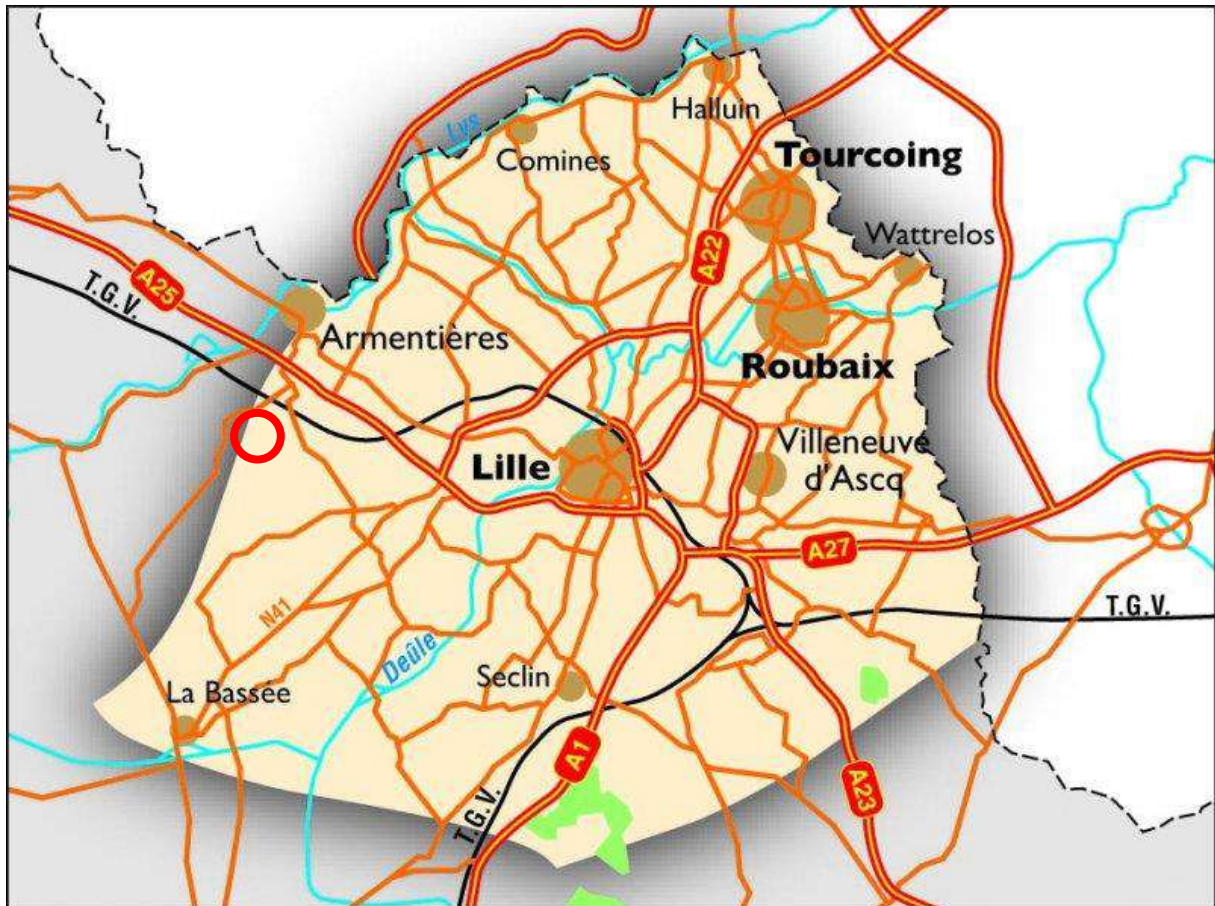 Halluin
Lys
Comines
Tourcoing
Wattrelos
A22
A25
T.G.V.
Armentières
Roubaix
Villeneuve
d'Ascq
Lille
A27
N41
T.G.V.
Deûle
La Bassée
Seclin
A1
A23
T.G.V.